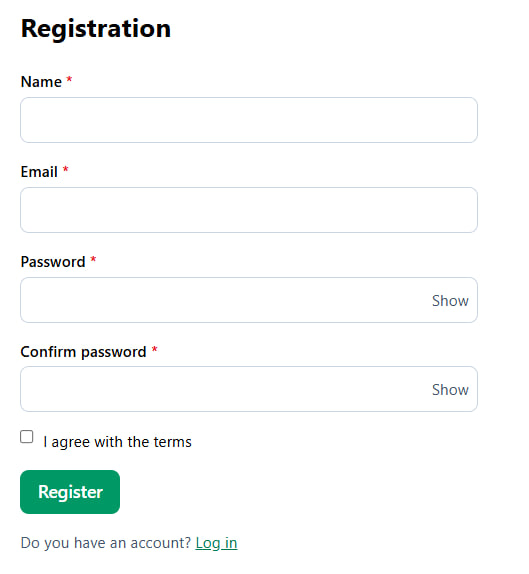 Registration
Name *
Email *
Password *
Show
Confirm password *
Show
I agree with the terms
Register
Do you have an account? Log in